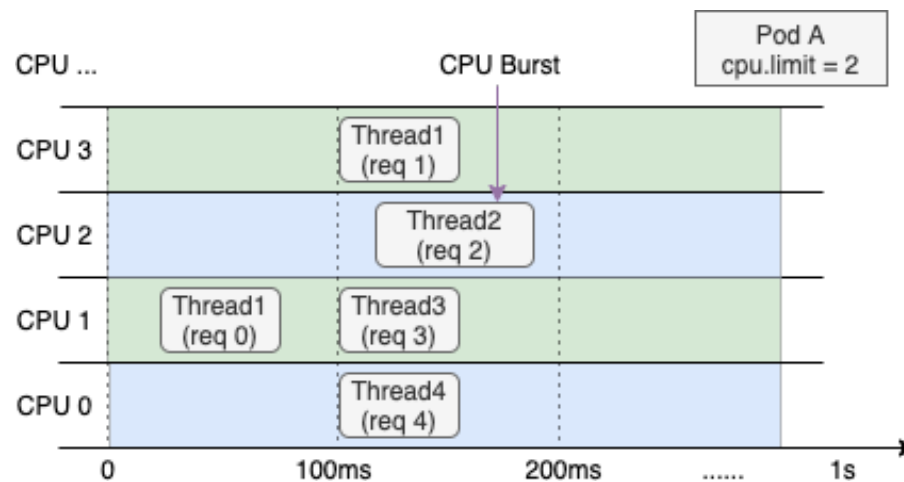 Pod A
cpu.limit = 2
CPU ...
CPU Burst
CPU 3
Thread1
(req 1)
CPU 2
Thread2
(req 2)
CPU 1
Thread1
(req 0)
Thread3
(req 3)
CPU 0
Thread4
(req 4)
0
100ms
200ms
......
1s